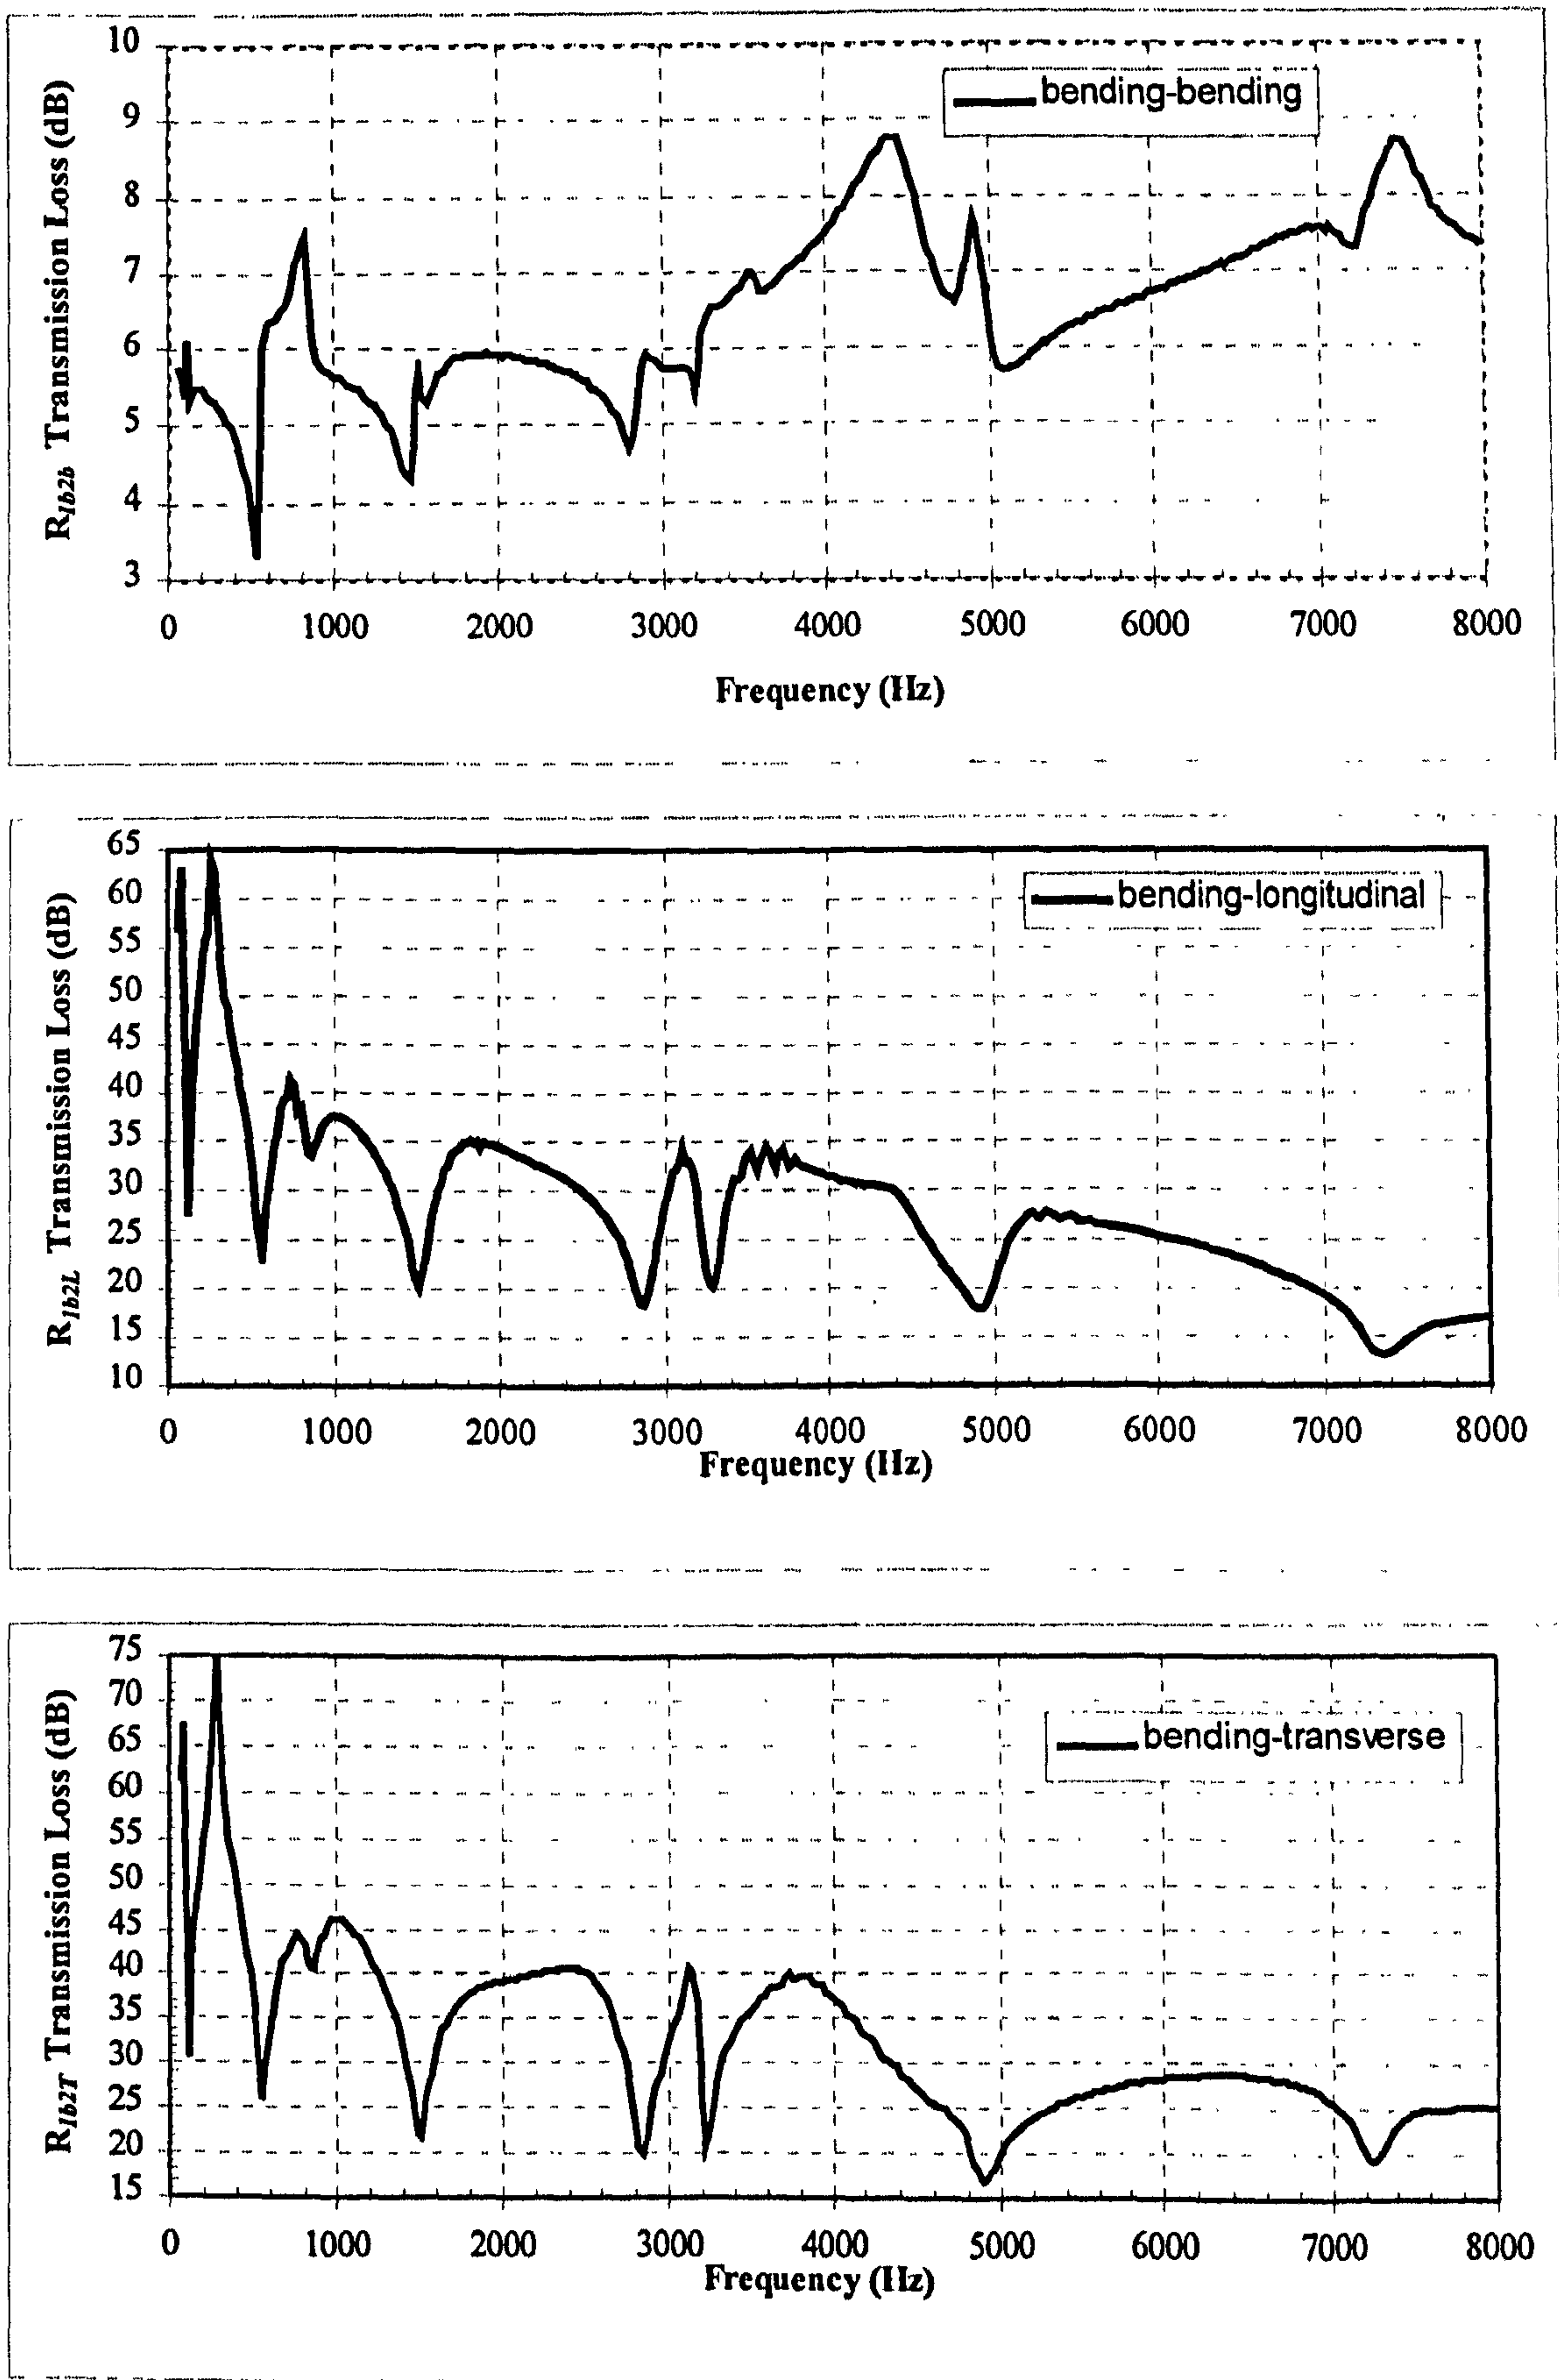 R1b2b Transmission Loss (dB)
10
9
8
7
6
5
4
3
bending-bending
0 1000 2000 3000 4000 5000 6000 7000 8000
Frequency (Hz)
R1b2L Transmission Loss (dB)
65
60
55
50
45
40
35
30
25
20
15
10
bending-longitudinal
0 1000 2000 3000 4000 5000 6000 7000 8000
Frequency (Hz)
R1b2T Transmission Loss (dB)
75
70
65
60
55
50
45
40
35
30
25
20
15
bending-transverse
0 1000 2000 3000 4000 5000 6000 7000 8000
Frequency (Hz)